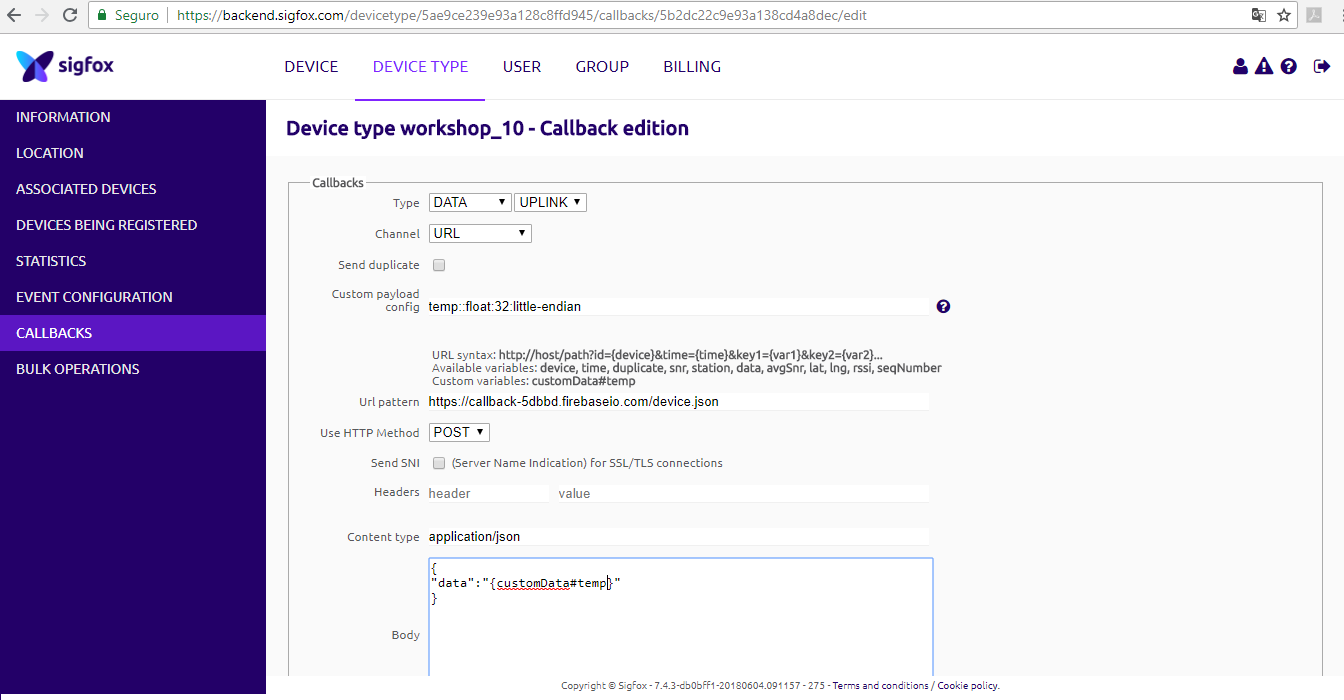 Seguro https://backend.sigfox.com/devicetype/5ae9ce239e93a128c8ffd945/callbacks/5b2dc22c9e93a138cd4a8dec/edit
sigfox DEVICE DEVICE TYPE USER GROUP BILLING
INFORMATION
LOCATION
ASSOCIATED DEVICES
DEVICES BEING REGISTERED
STATISTICS
EVENT CONFIGURATION
CALLBACKS
BULK OPERATIONS
Device type workshop_10 - Callback edition
Callbacks
Type DATA UPLINK
Channel URL
Send duplicate
Custom payload
config temp::float:32:little-endian
URL syntax: http://host/path?id={device}&time={time}&key1={var1}&key2={var2}...
Available variables: device, time, duplicate, snr, station, data, avgSnr, lat, lng, rssi, seqNumber
Custom variables: customData#temp
Url pattern https://callback-5dbbd.firebaseio.com/device.json
Use HTTP Method POST
Send SNI (Server Name Indication) for SSL/TLS connections
Headers header value
Content type application/json
{
"data":"{customData#temp}"
}
Body
Copyright © Sigfox - 7.4.3-db0bff1-20180604.091157 - 275 - Terms and conditions / Cookie policy.